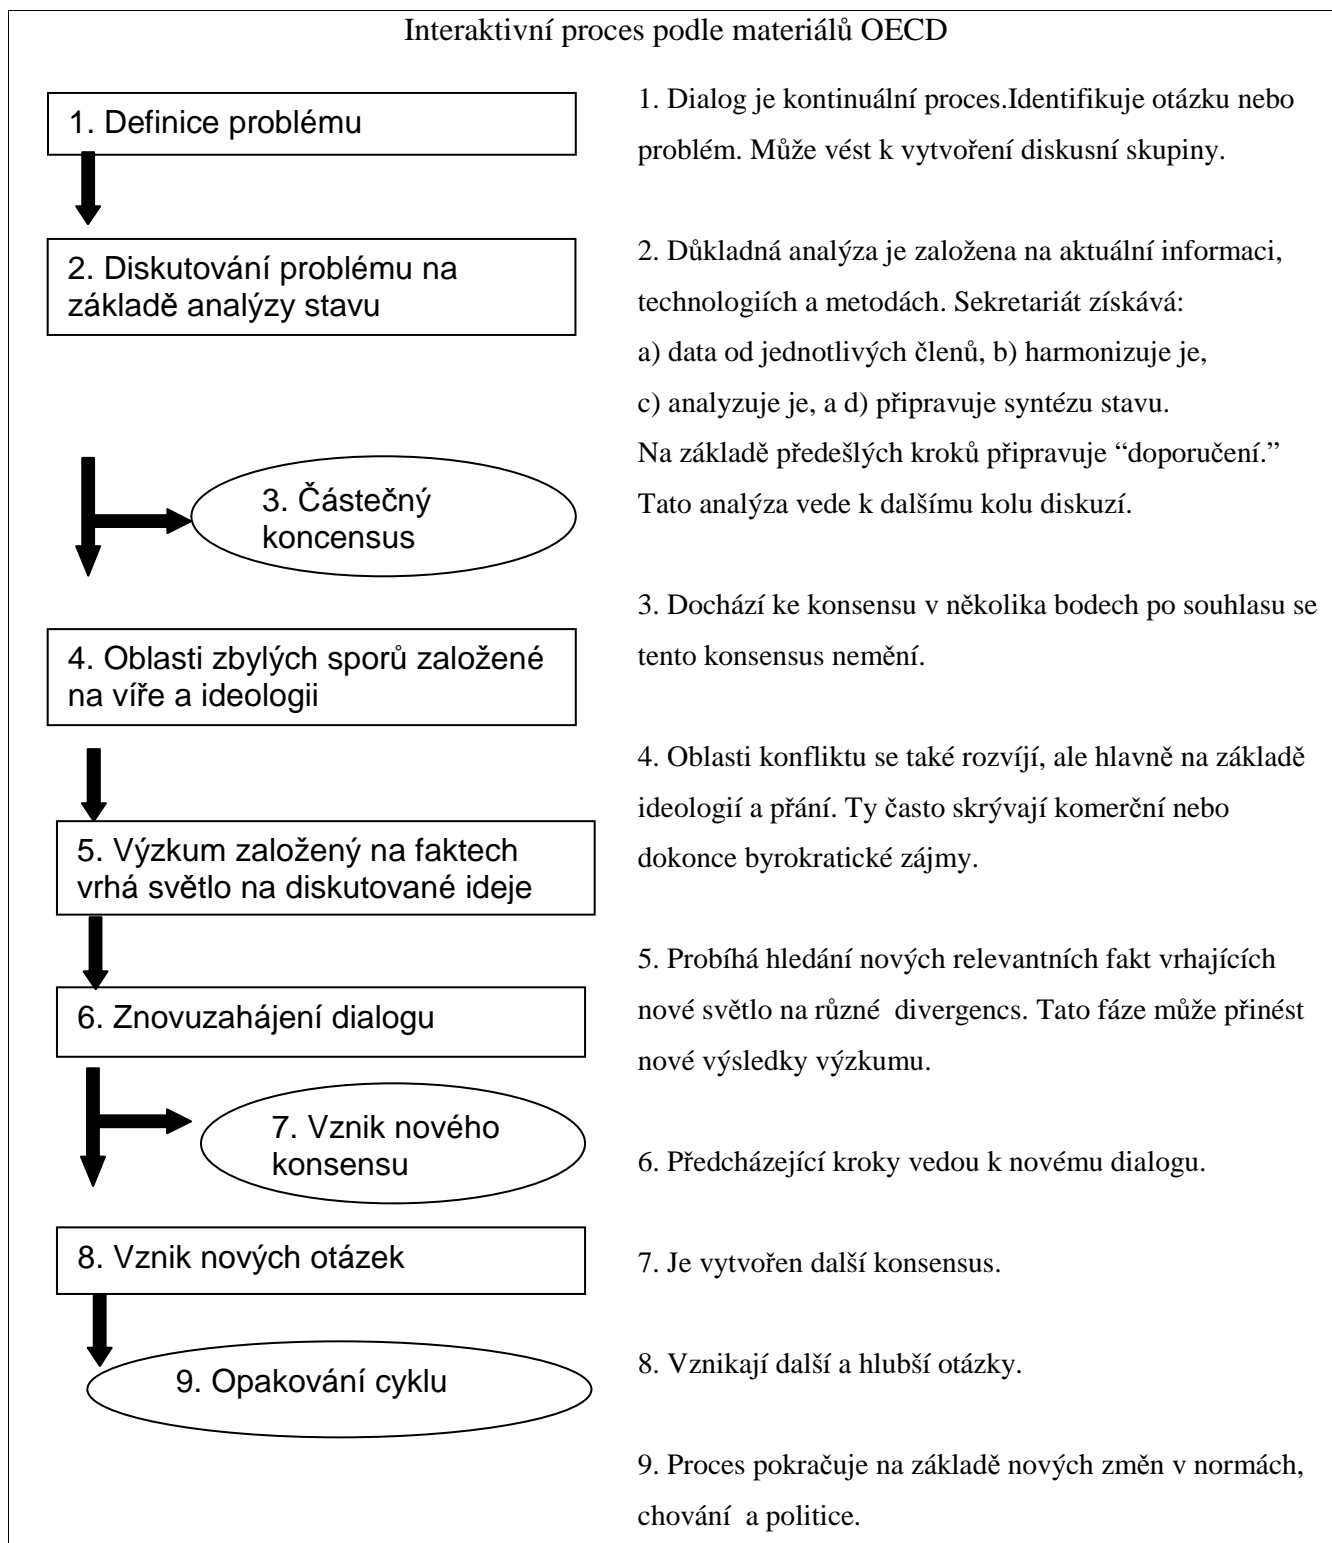 Interaktivní proces podle materiálů OECD
1. Definice problému
2. Diskutování problému na
základě analýzy stavu
3. Částečný
koncensus
4. Oblasti zbylých sporů založené
na víře a ideologii
5. Výzkum založený na faktech
vrhá světlo na diskutované ideje
6. Znovuzahájení dialogu
7. Vznik nového
konsensu
8. Vznik nových otázek
9. Opakování cyklu
1. Dialog je kontinuální proces.Identifikuje otázku nebo
problém. Může vést k vytvoření diskusní skupiny.
2. Důkladná analýza je založena na aktuální informaci,
technologiích a metodách. Sekretariát získává:
a) data od jednotlivých členů, b) harmonizuje je,
c) analyzuje je, a d) připravuje syntézu stavu.
Na základě předešlých kroků připravuje “doporučení.”
Tato analýza vede k dalšímu kolu diskuzí.
3. Dochází ke konsensu v několika bodech po souhlasu se
tento konsensus nemění.
4. Oblasti konfliktu se také rozvíjí, ale hlavně na základě
ideologií a přání. Ty často skrývají komerční nebo
dokonce byrokratické zájmy.
5. Probíhá hledání nových relevantních fakt vrhajících
nové světlo na různé divergencs. Tato fáze může přinést
nové výsledky výzkumu.
6. Předcházející kroky vedou k novému dialogu.
7. Je vytvořen další konsensus.
8. Vznikají další a hlubší otázky.
9. Proces pokračuje na základě nových změn v normách,
chování a politice.